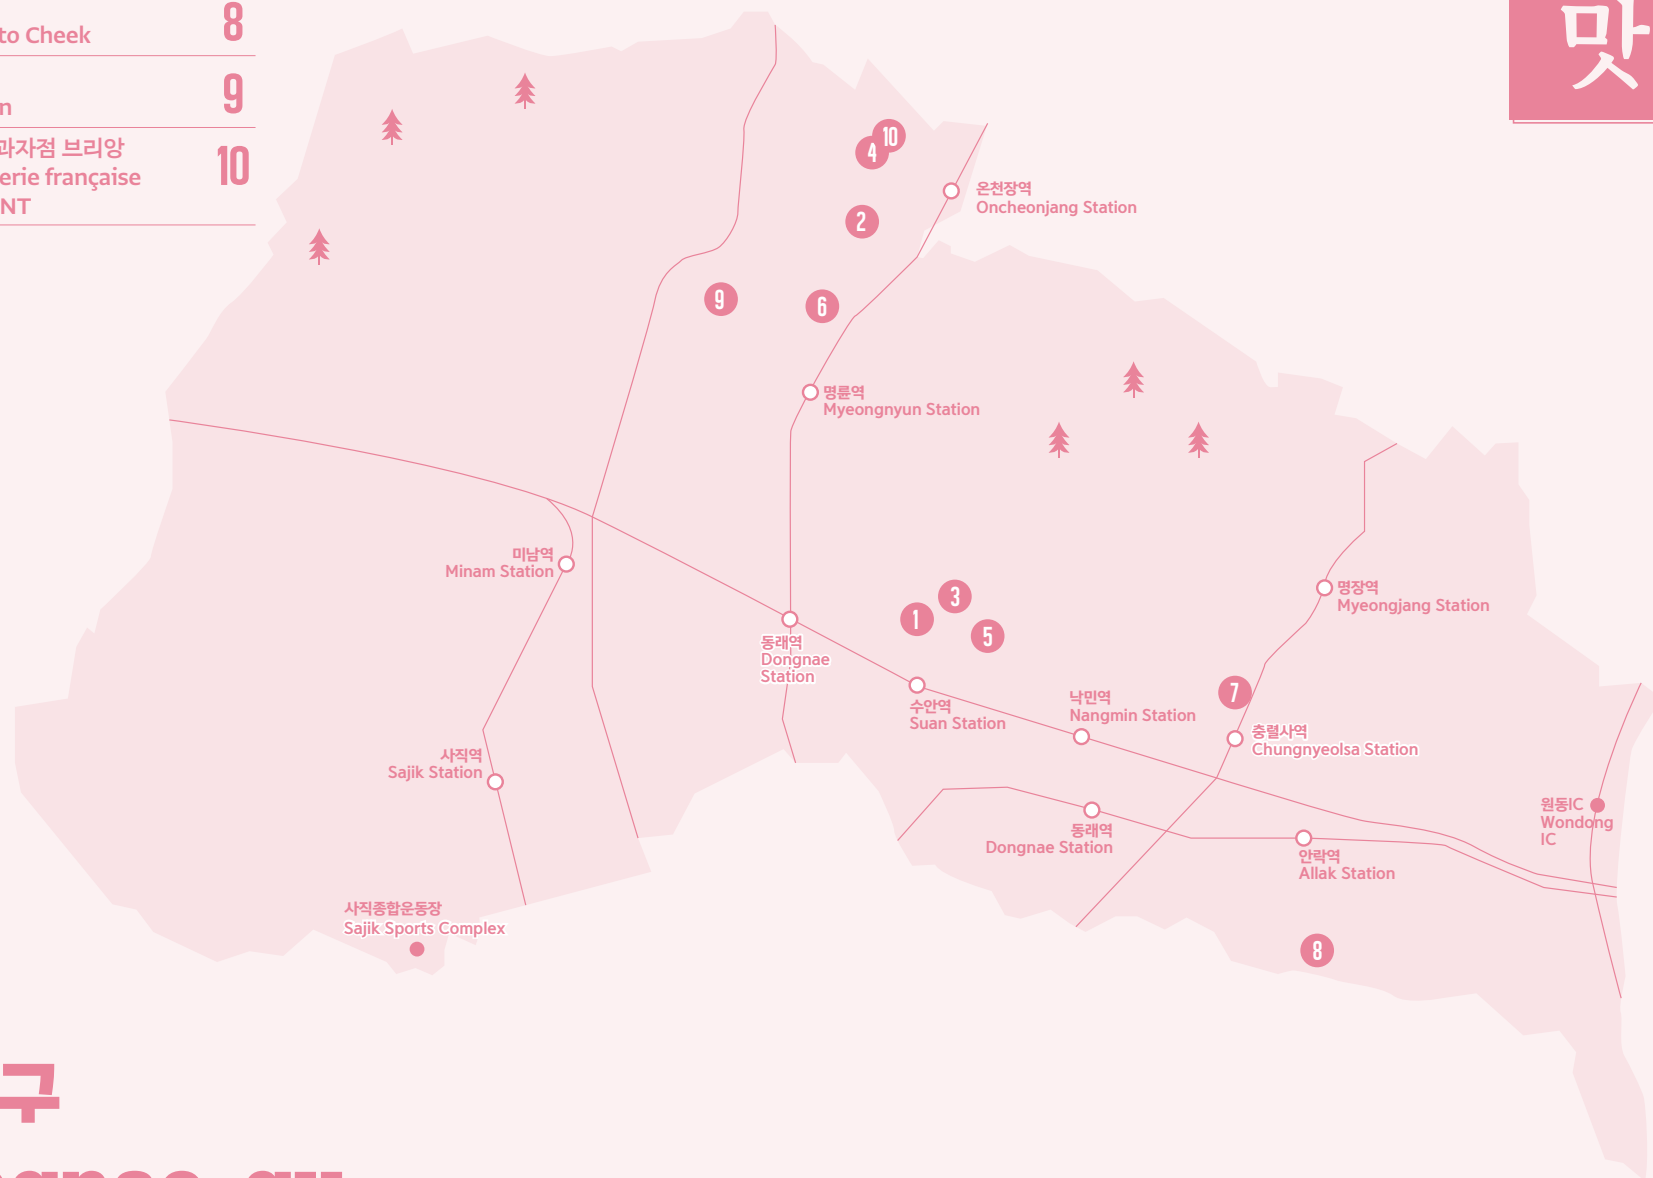 to Cheek
8
n
9
과자점 브리앙
erie française
NT
10
맛
10
4
온천장역
Oncheonjang Station
2
9
6
명륜역
Myeongnyun Station
미남역
Minam Station
3
1
5
동래역
Dongnae
Station
명장역
Myeongjang Station
7
수안역
Suan Station
낙민역
Nangmin Station
충렬사역
Chungnyeolsa Station
사직역
Sajik Station
원동IC
Wondong
IC
동래역
Dongnae Station
안락역
Allak Station
사직종합운동장
Sajik Sports Complex
8
구